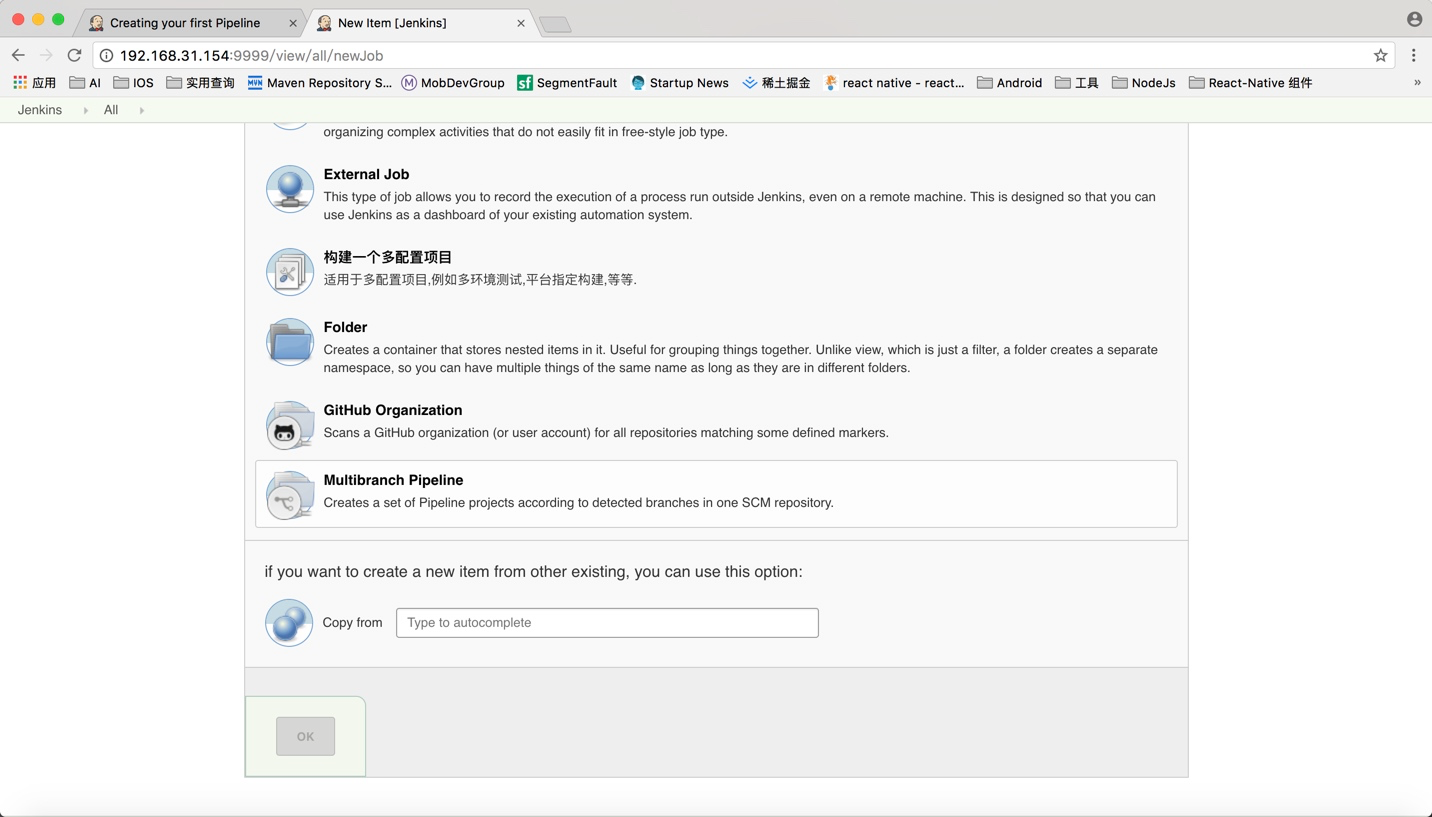 Creating your first Pipeline
New Item [Jenkins]
192.168.31.154:9999/view/all/newJob
应用 AI IOS 实用查询 MVN Maven Repository S... M MobDevGroup sf SegmentFault Startup News 稀土掘金 react native - react... Android 工具 NodeJs React-Native 组件 »
Jenkins All
organizing complex activities that do not easily fit in free-style job type.
External Job
This type of job allows you to record the execution of a process run outside Jenkins, even on a remote machine. This is designed so that you can
use Jenkins as a dashboard of your existing automation system.
构建一个多配置项目
适用于多配置项目,例如多环境测试,平台指定构建,等等.
Folder
Creates a container that stores nested items in it. Useful for grouping things together. Unlike view, which is just a filter, a folder creates a separate
namespace, so you can have multiple things of the same name as long as they are in different folders.
GitHub Organization
Scans a GitHub organization (or user account) for all repositories matching some defined markers.
Multibranch Pipeline
Creates a set of Pipeline projects according to detected branches in one SCM repository.
if you want to create a new item from other existing, you can use this option:
Copy from Type to autocomplete
OK